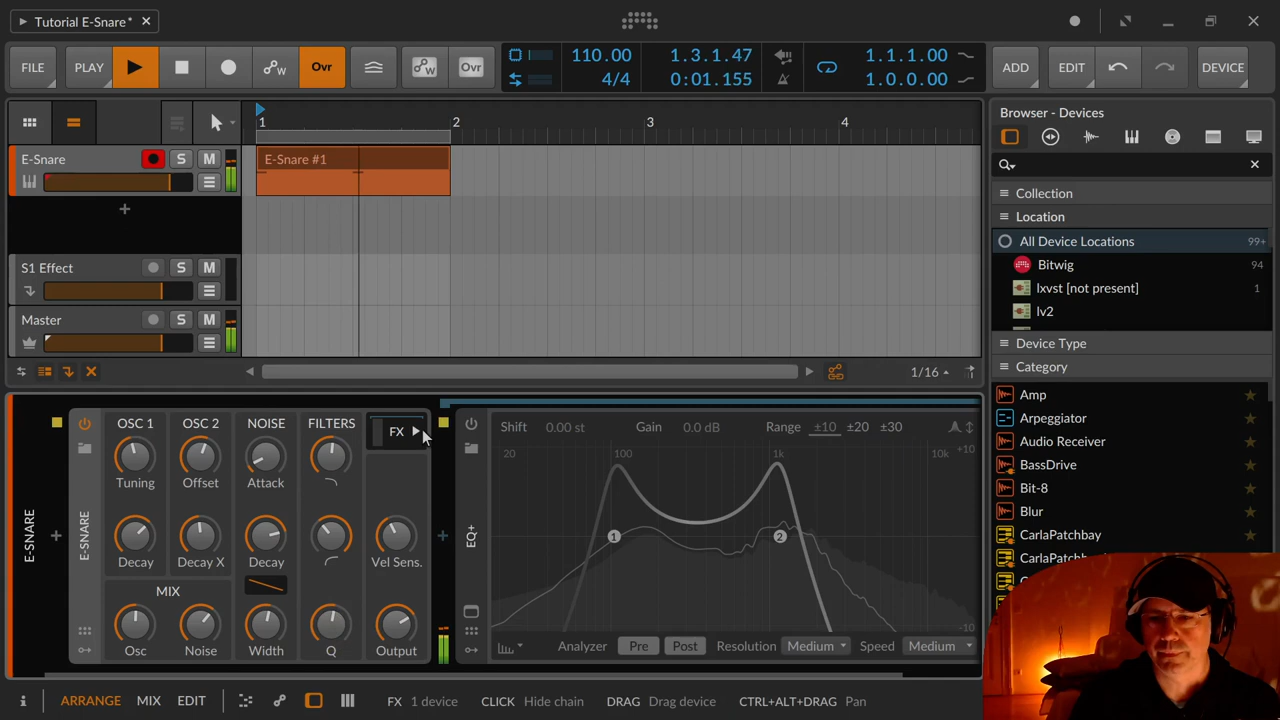 Tutorial E-Snare*
FILE PLAY Ovr Ovr 110.00 1.3.1.47 1.1.1.00 ADD EDIT DEVICE
4/4 0:01.155 1.0.0.00
Browser - Devices
1 2 3 4
E-Snare S M
E-Snare #1
S1 Effect S M
Master S M
1/16
Collection
Location
All Device Locations 99+
Bitwig 94
lxvst [not present] 1
lv2
Device Type
Category
Amp
Arpeggiator
Audio Receiver
BassDrive
Bit-8
Blur
CarlaPatchbay
E-SNARE
E-SNARE
OSC 1 OSC 2 NOISE FILTERS FX
Tuning Offset Attack
Decay Decay X Decay Vel Sens.
MIX
Osc Noise Width Q Output
EQ+
Shift 0.00 st Gain 0.0 dB Range ±10 ±20 ±30
20 100 1k 10k +10
1 2
-10
Analyzer Pre Post Resolution Medium Speed Medium
ARRANGE MIX EDIT FX 1 device CLICK Hide chain DRAG Drag device CTRL+ALT+DRAG Pan